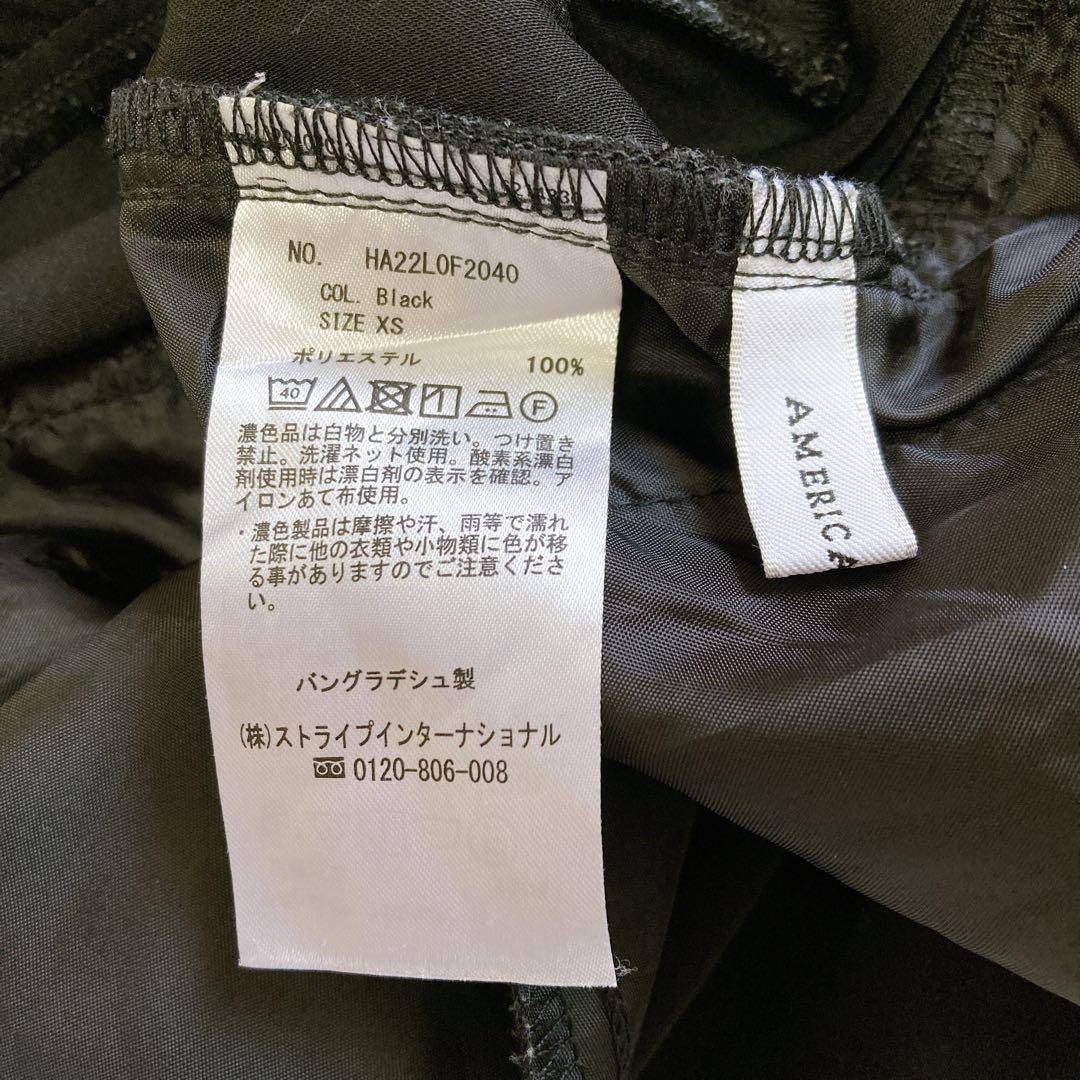 NO. HA22L0F2040
COL. Black
SIZE XS
ポリエステル 100%
40 F
濃色品は白物と分別洗い。つけ置き
禁止。洗濯ネット使用。酸素系漂白
剤使用時は漂白剤の表示を確認。ア
イロンあて布使用。
・濃色製品は摩擦や汗、雨等で濡れ
た際に他の衣類や小物類に色が移
る事がありますのでご注意くださ
い。
バングラデシュ製
(株)ストライプインターナショナル
0120-806-008
AMERICA